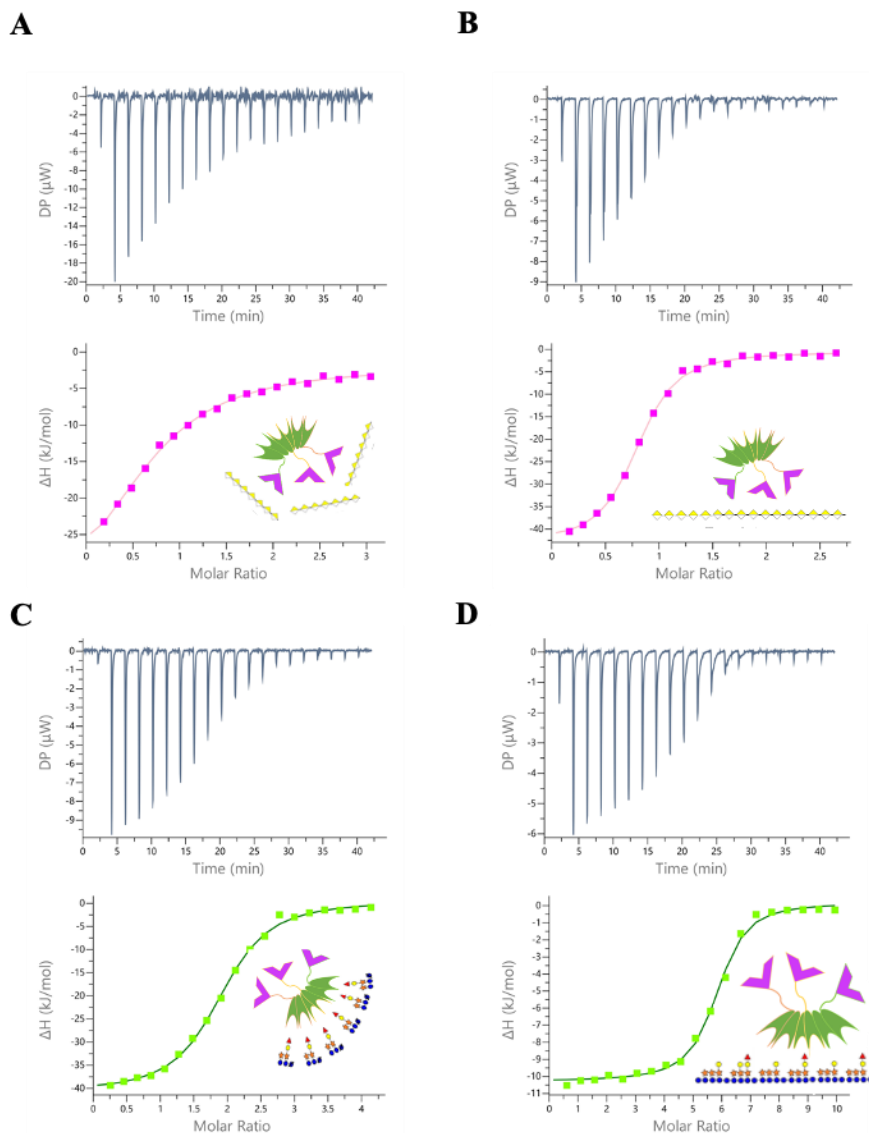 A
0
-2
-4
-6
-8
-10
-12
-14
-16
-18
-20
DP (µW)
0 5 10 15 20 25 30 35 40
Time (min)
0
-5
-10
-15
-20
-25
ΔH (kJ/mol)
0 0.5 1 1.5 2 2.5 3
Molar Ratio
B
0
-1
-2
-3
-4
-5
-6
-7
-8
-9
DP (µW)
0 5 10 15 20 25 30 35 40
Time (min)
0
-5
-10
-15
-20
-25
-30
-35
-40
ΔH (kJ/mol)
0 0.5 1 1.5 2 2.5
Molar Ratio
C
0
-1
-2
-3
-4
-5
-6
-7
-8
-9
DP (µW)
0 5 10 15 20 25 30 35 40
Time (min)
0
-5
-10
-15
-20
-25
-30
-35
-40
ΔH (kJ/mol)
0 0.5 1 1.5 2 2.5 3 3.5 4
Molar Ratio
D
0
-1
-2
-3
-4
-5
-6
DP (µW)
0 5 10 15 20 25 30 35 40
Time (min)
0
-1
-2
-3
-4
-5
-6
-7
-8
-9
-10
-11
ΔH (kJ/mol)
0 1 2 3 4 5 6 7 8 9 10
Molar Ratio